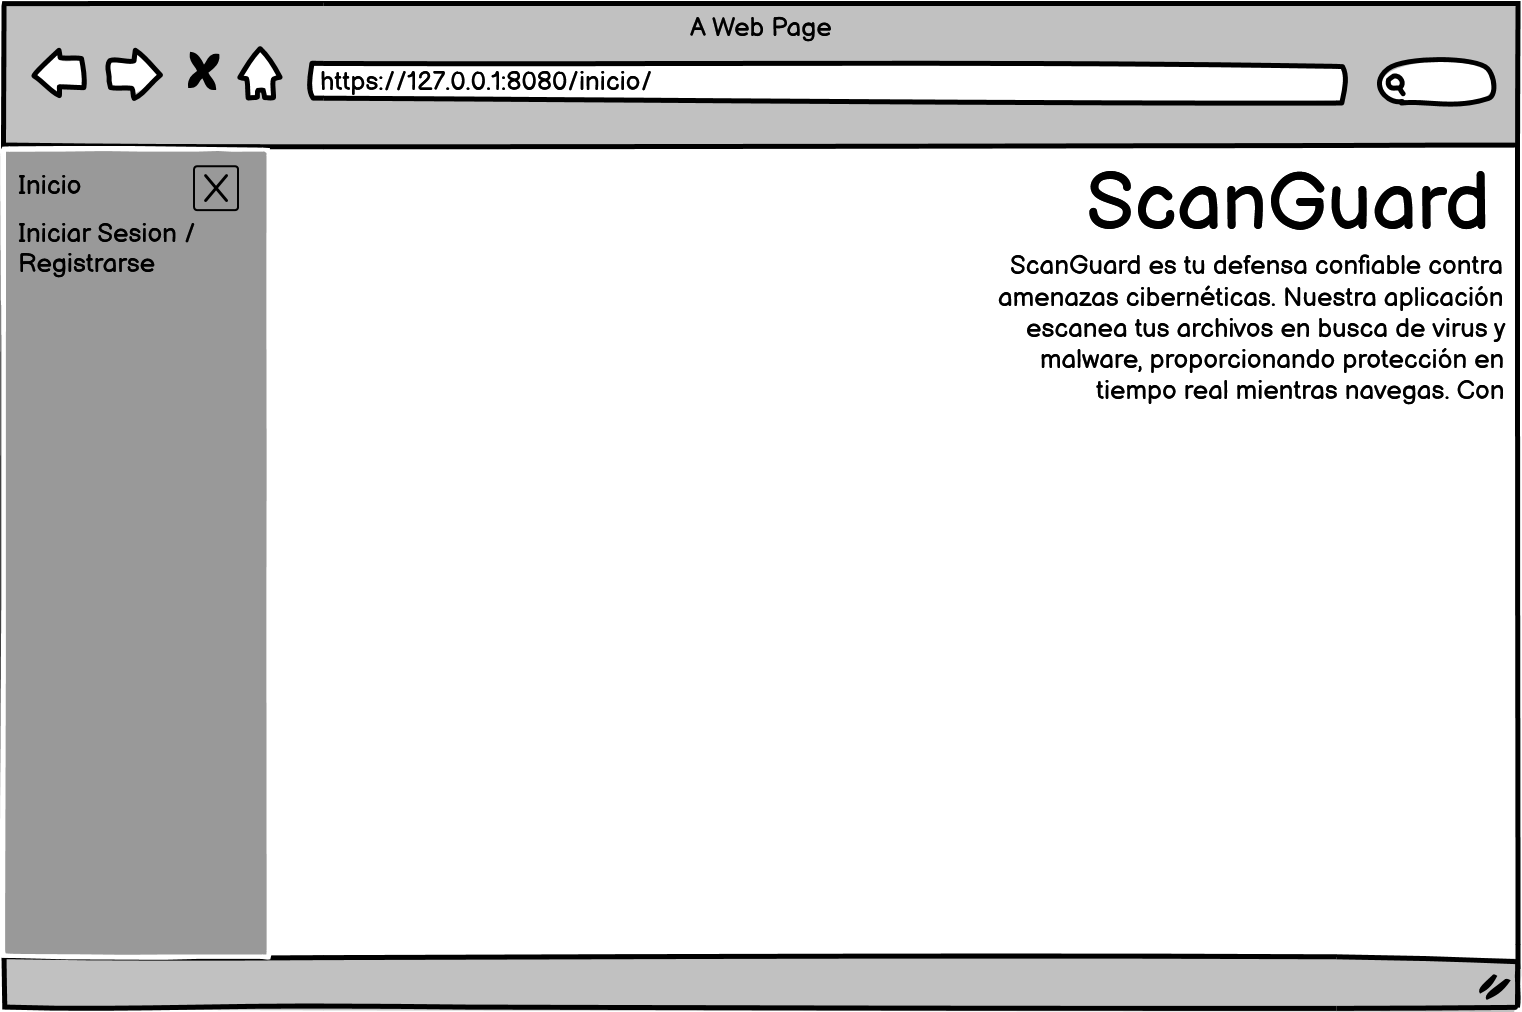 A Web Page
https://127.0.0.1:8080/inicio/
Inicio
Iniciar Sesion /
Registrarse
ScanGuard
ScanGuard es tu defensa confiable contra
amenazas cibernéticas. Nuestra aplicación
escanea tus archivos en busca de virus y
malware, proporcionando protección en
tiempo real mientras navegas. Con